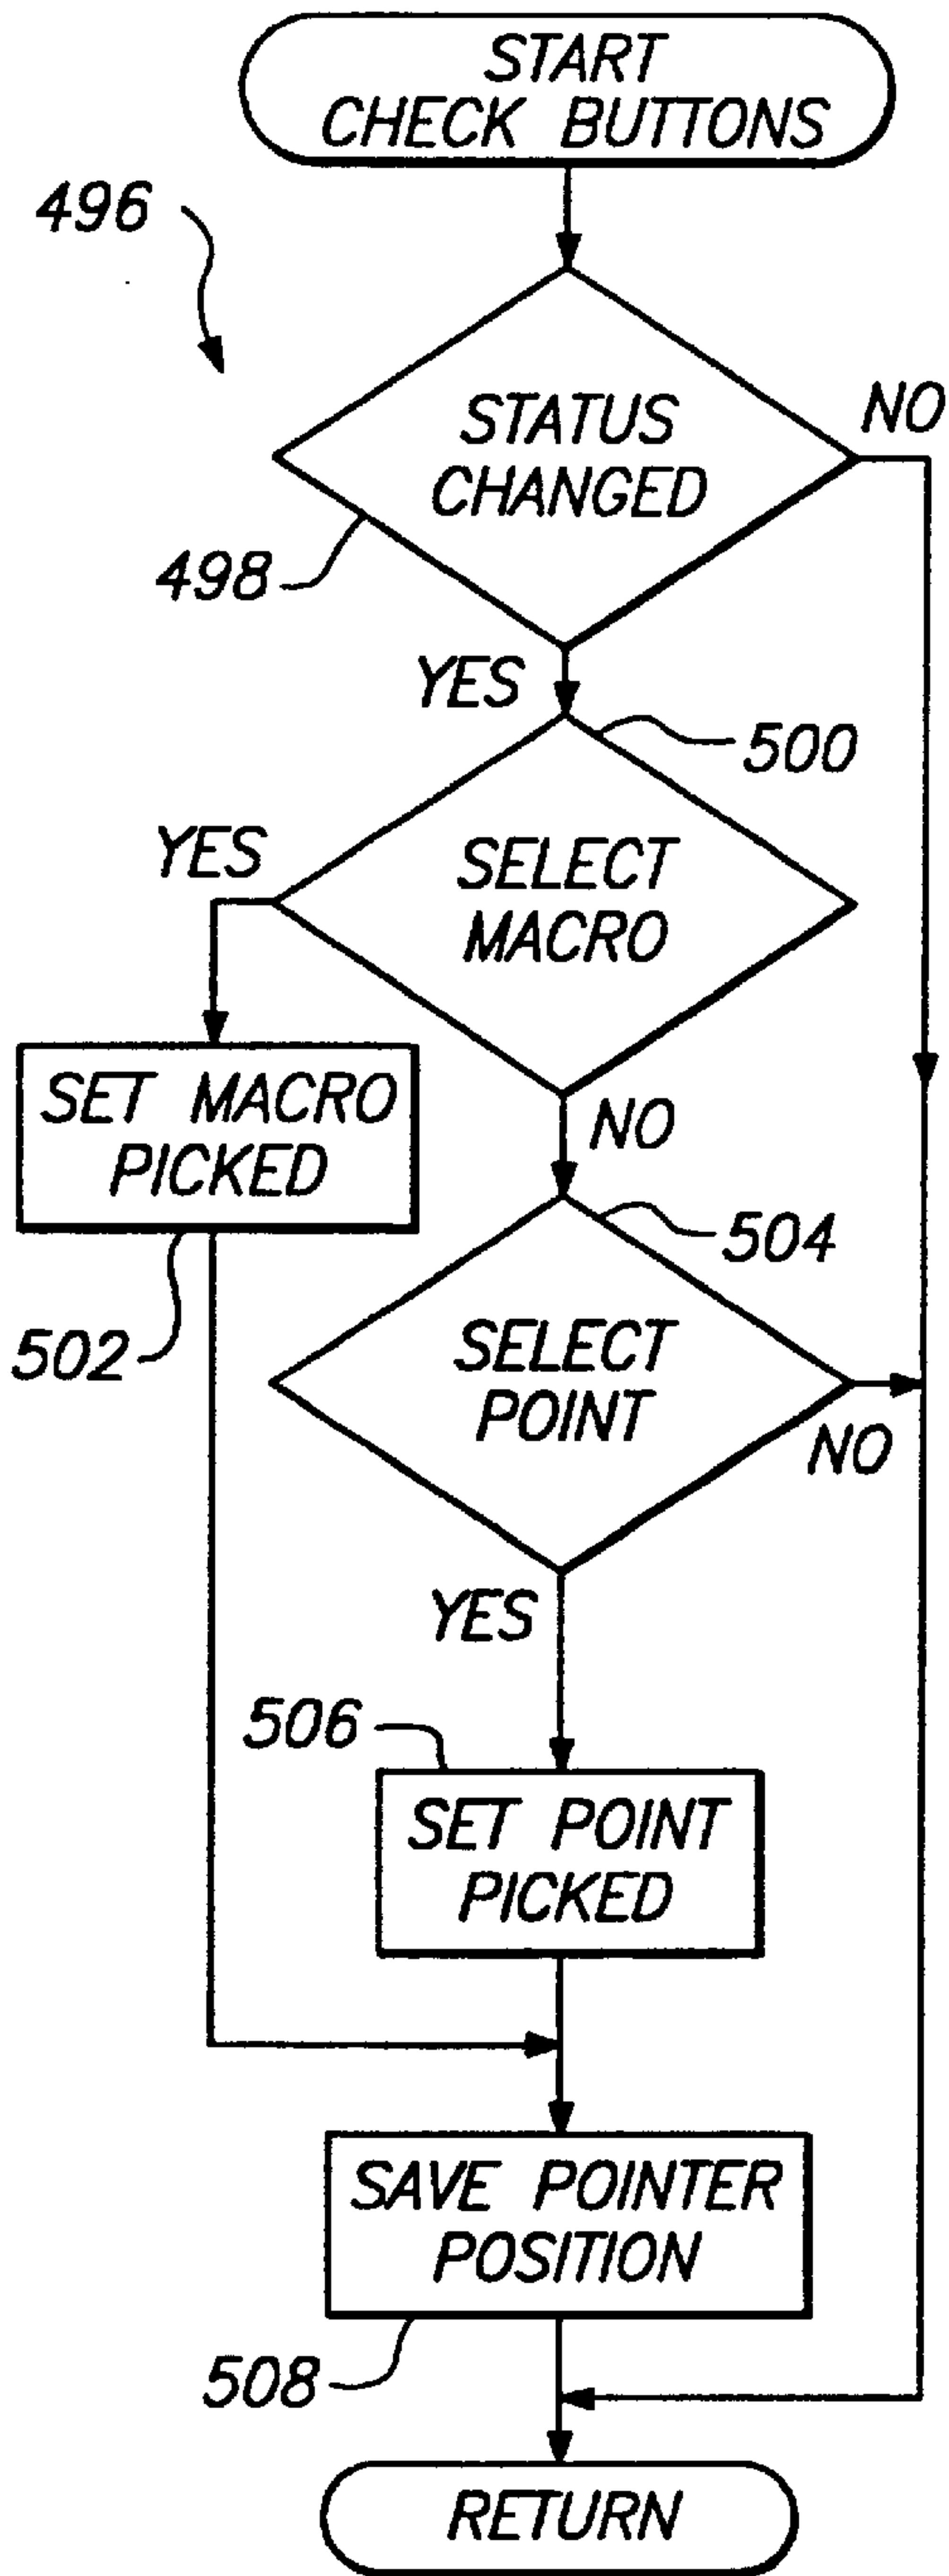 START
CHECK BUTTONS
496
STATUS
CHANGED
NO
498
YES
500
YES
SELECT
MACRO
SET MACRO
PICKED
NO
504
502
SELECT
POINT
NO
YES
506
SET POINT
PICKED
SAVE POINTER
POSITION
508
RETURN